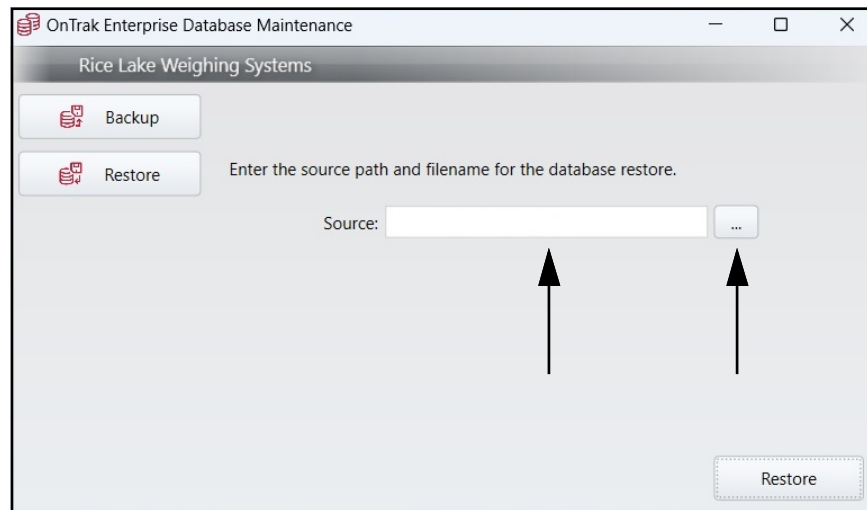 OnTrak Enterprise Database Maintenance
Rice Lake Weighing Systems
Backup
Restore
Enter the source path and filename for the database restore.
Source:
...
Restore